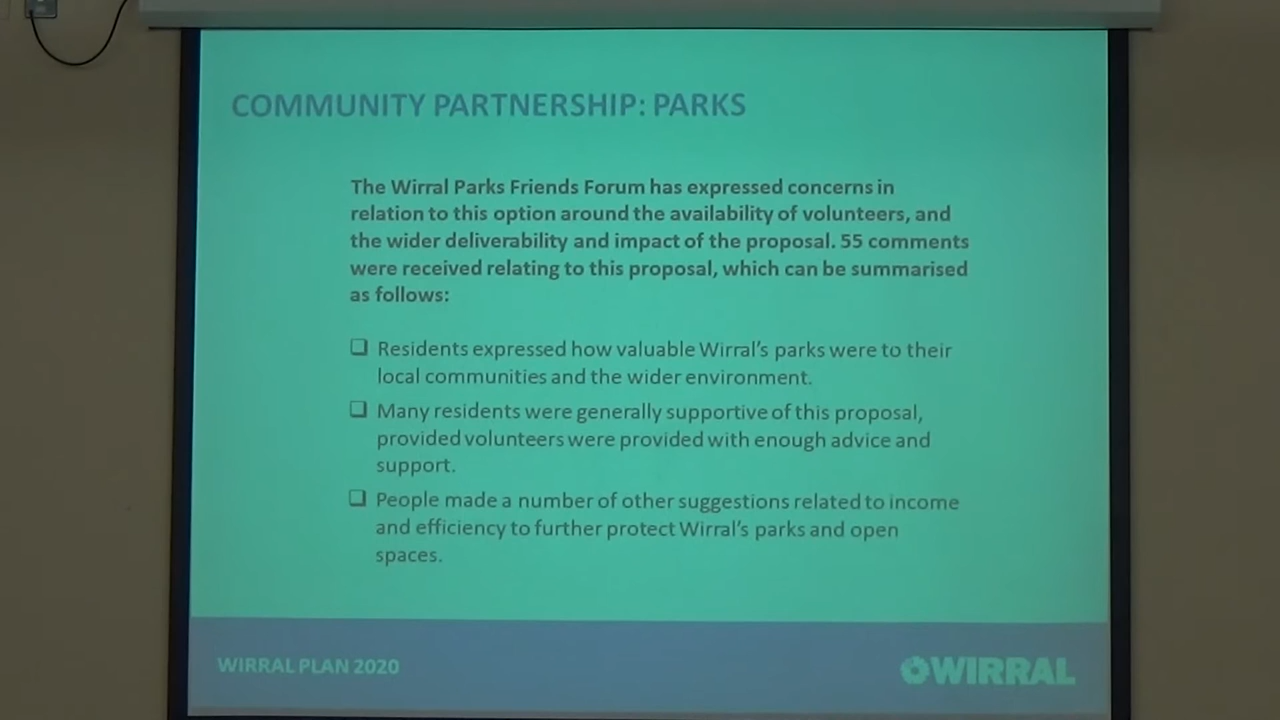 COMMUNITY PARTNERSHIP: PARKS
The Wirral Parks Friends Forum has expressed concerns in
relation to this option around the availability of volunteers, and
the wider deliverability and impact of the proposal. 55 comments
were received relating to this proposal, which can be summarised
as follows:
❑ Residents expressed how valuable Wirral's parks were to their
local communities and the wider environment.
❑ Many residents were generally supportive of this proposal,
provided volunteers were provided with enough advice and
support.
❑ People made a number of other suggestions related to income
and efficiency to further protect Wirral's parks and open
spaces.
WIRRAL PLAN 2020
WIRRAL